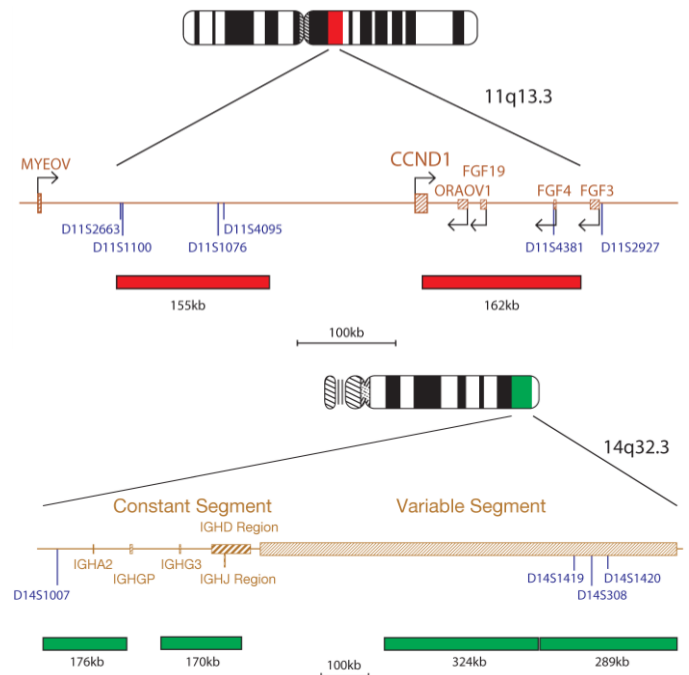 11q13.3
MYEOV
CCND1
FGF19
ORAOV1
FGF4
FGF3
D11S2663
D11S4095
D11S1100
D11S1076
D11S4381
D11S2927
155kb
162kb
100kb
14q32.3
Constant Segment
Variable Segment
IGHD Region
IGHA2
IGHG3
IGHGP
IGHJ Region
D14S1007
D14S1419
D14S1420
D14S308
176kb
170kb
100kb
324kb
289kb